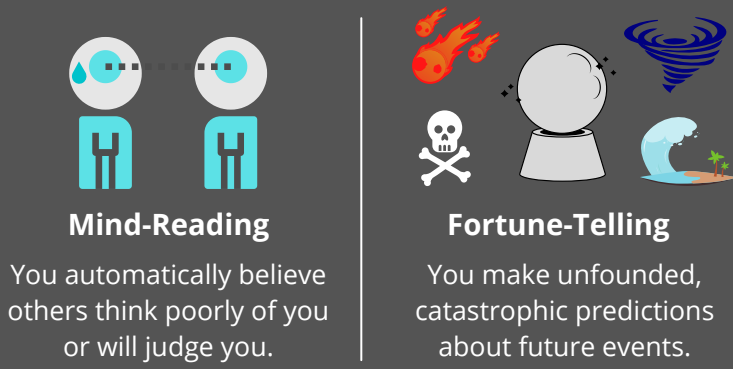 Mind-Reading
You automatically believe
others think poorly of you
or will judge you.
Fortune-Telling
You make unfounded,
catastrophic predictions
about future events.